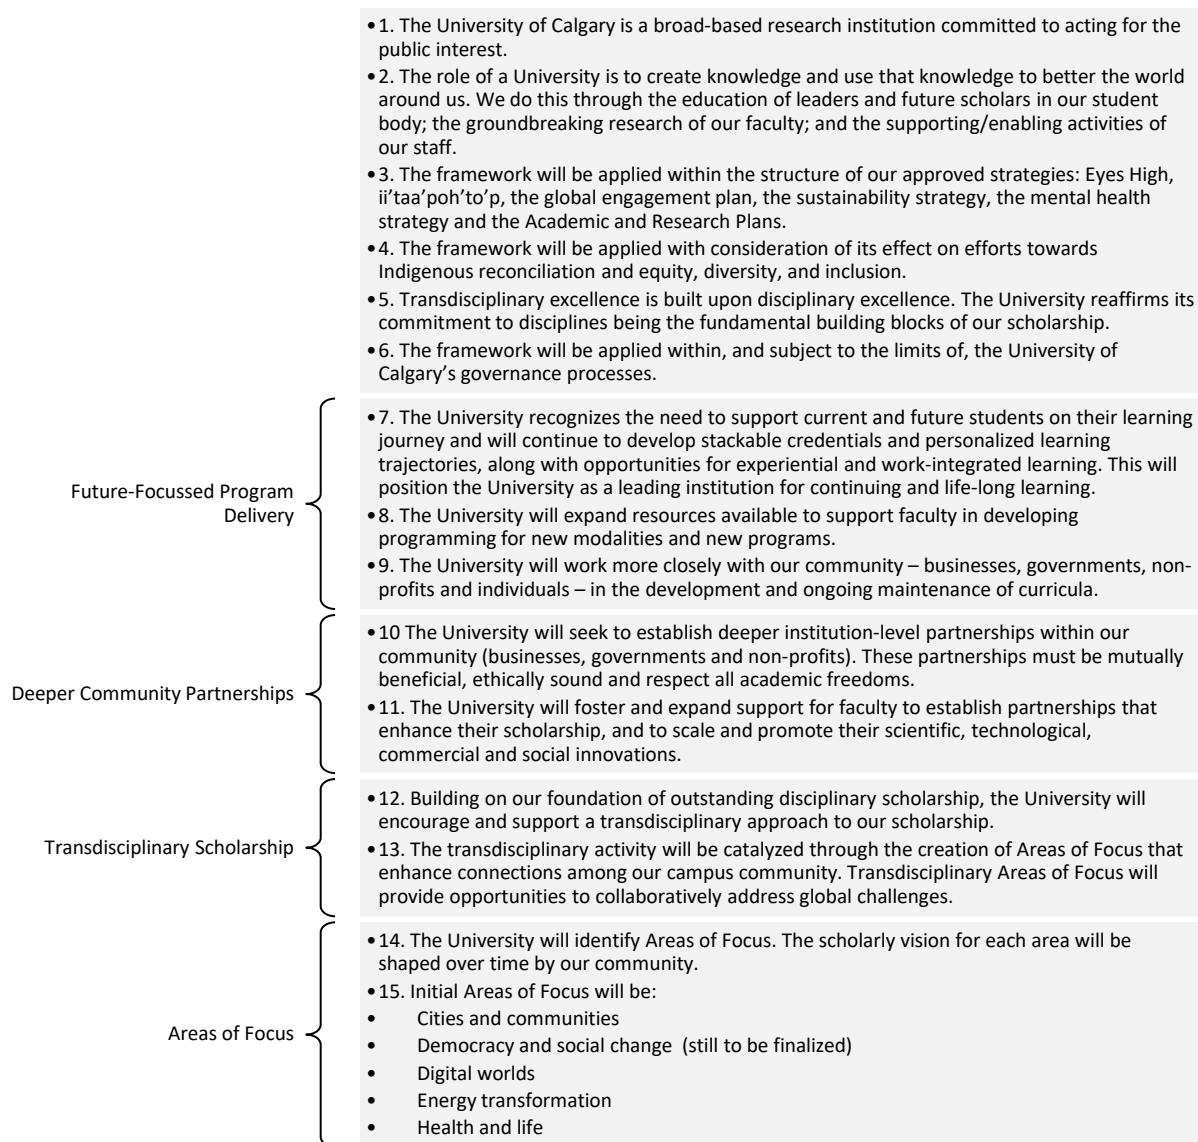 •1. The University of Calgary is a broad-based research institution committed to acting for the
public interest.
•2. The role of a University is to create knowledge and use that knowledge to better the world
around us. We do this through the education of leaders and future scholars in our student
body; the groundbreaking research of our faculty; and the supporting/enabling activities of
our staff.
•3. The framework will be applied within the structure of our approved strategies: Eyes High,
ii’taa’poh’to’p, the global engagement plan, the sustainability strategy, the mental health
strategy and the Academic and Research Plans.
•4. The framework will be applied with consideration of its effect on efforts towards
Indigenous reconciliation and equity, diversity, and inclusion.
•5. Transdisciplinary excellence is built upon disciplinary excellence. The University reaffirms its
commitment to disciplines being the fundamental building blocks of our scholarship.
•6. The framework will be applied within, and subject to the limits of, the University of
Calgary’s governance processes.
Future-Focussed Program
Delivery
•7. The University recognizes the need to support current and future students on their learning
journey and will continue to develop stackable credentials and personalized learning
trajectories, along with opportunities for experiential and work-integrated learning. This will
position the University as a leading institution for continuing and life-long learning.
•8. The University will expand resources available to support faculty in developing
programming for new modalities and new programs.
•9. The University will work more closely with our community – businesses, governments, non-
profits and individuals – in the development and ongoing maintenance of curricula.
Deeper Community Partnerships
•10 The University will seek to establish deeper institution-level partnerships within our
community (businesses, governments and non-profits). These partnerships must be mutually
beneficial, ethically sound and respect all academic freedoms.
•11. The University will foster and expand support for faculty to establish partnerships that
enhance their scholarship, and to scale and promote their scientific, technological,
commercial and social innovations.
Transdisciplinary Scholarship
•12. Building on our foundation of outstanding disciplinary scholarship, the University will
encourage and support a transdisciplinary approach to our scholarship.
•13. The transdisciplinary activity will be catalyzed through the creation of Areas of Focus that
enhance connections among our campus community. Transdisciplinary Areas of Focus will
provide opportunities to collaboratively address global challenges.
Areas of Focus
•14. The University will identify Areas of Focus. The scholarly vision for each area will be
shaped over time by our community.
•15. Initial Areas of Focus will be:
• Cities and communities
• Democracy and social change (still to be finalized)
• Digital worlds
• Energy transformation
• Health and life